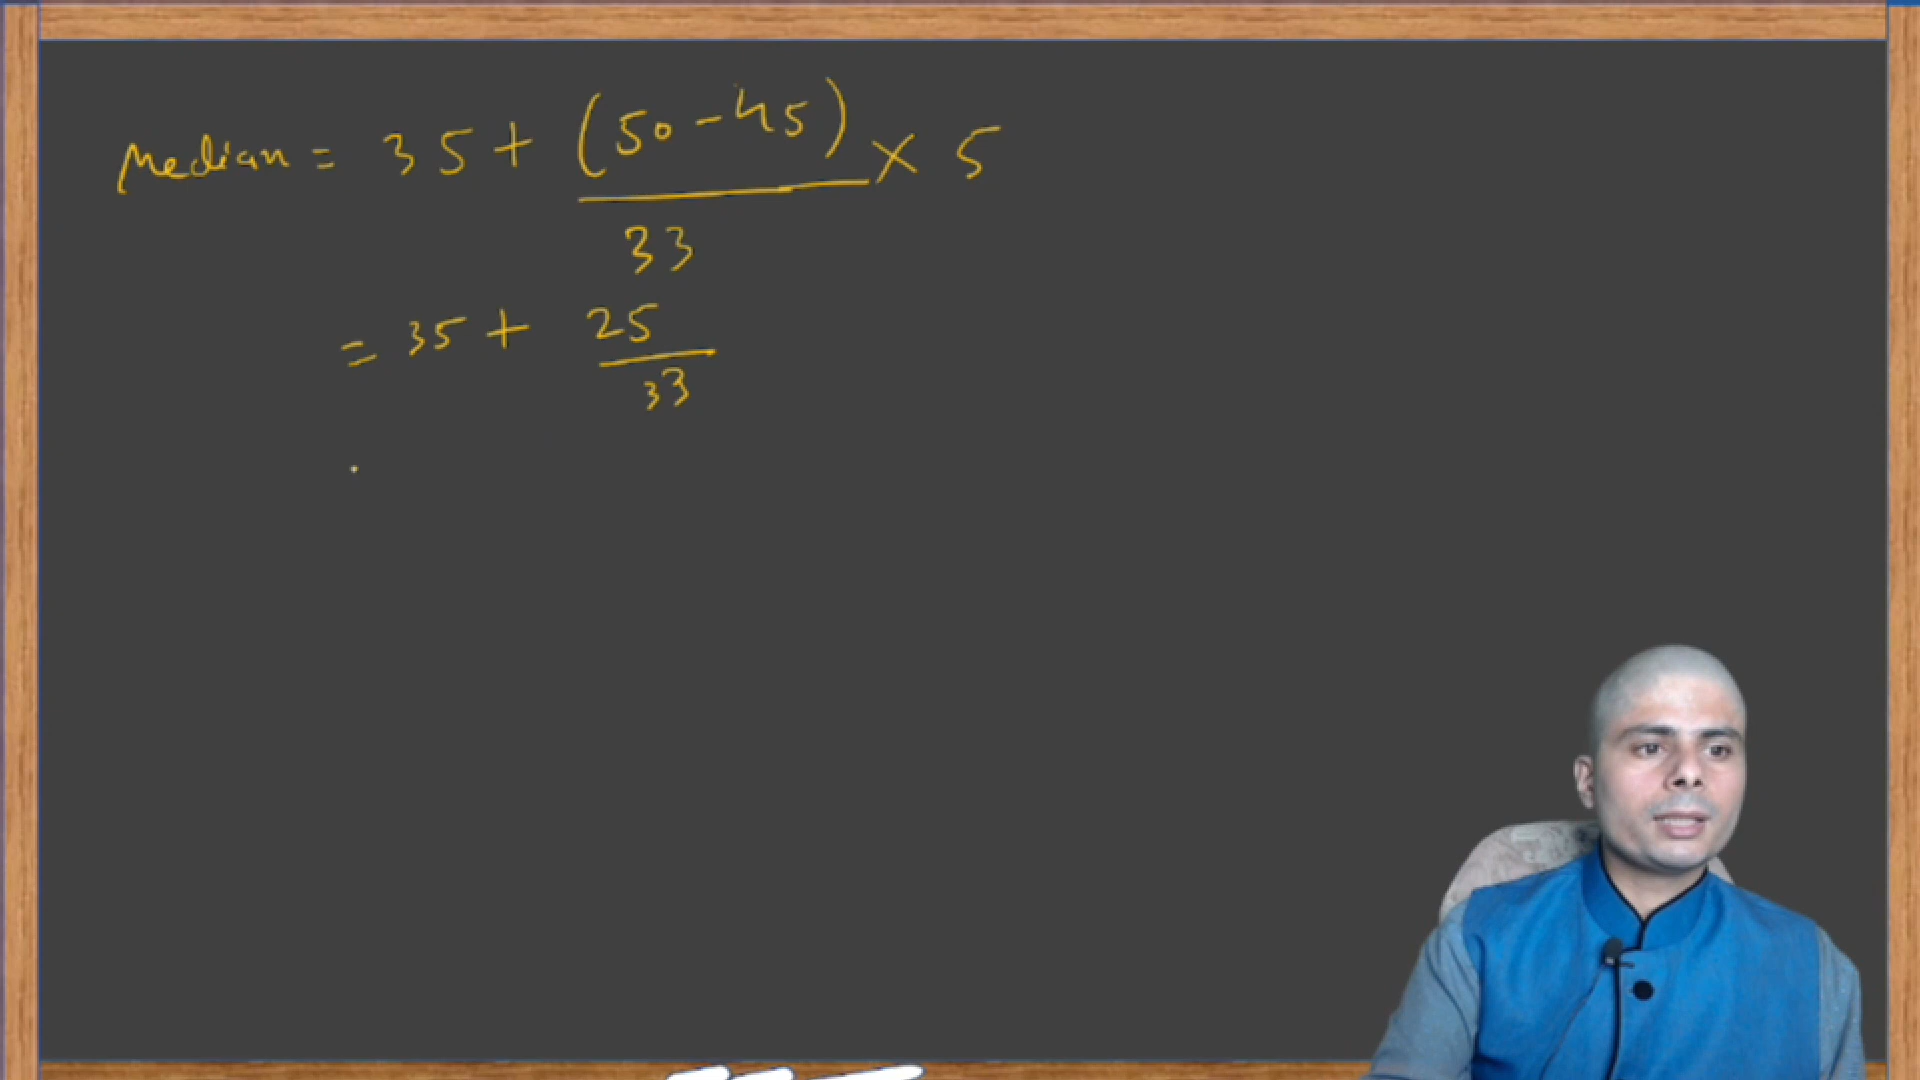 Median = 35 + (50-45) × 5
33
= 35 + 25
33